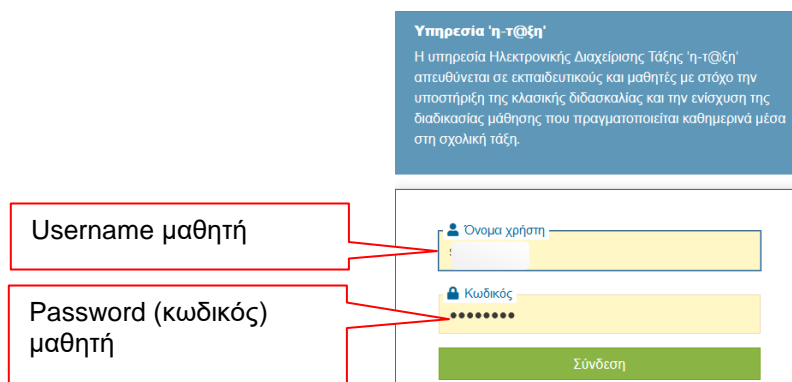 Υπηρεσία 'η-τ@ξη'
Η υπηρεσία Ηλεκτρονικής Διαχείρισης Τάξης 'η-τ@ξη'
απευθύνεται σε εκπαιδευτικούς και μαθητές με στόχο την
υποστήριξη της κλασικής διδασκαλίας και την ενίσχυση της
διαδικασίας μάθησης που πραγματοποιείται καθημερινά μέσα
στη σχολική τάξη.
Username μαθητή
Όνομα χρήστη
Password (κωδικός)
μαθητή
Κωδικός
••••••••
Σύνδεση